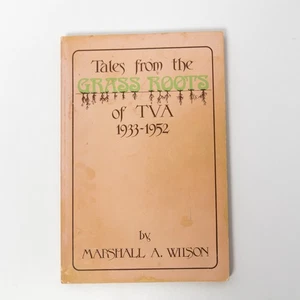 Tales from the
GRASS ROOTS
of TVA
1933-1952
by
MARSHALL A. WILSON